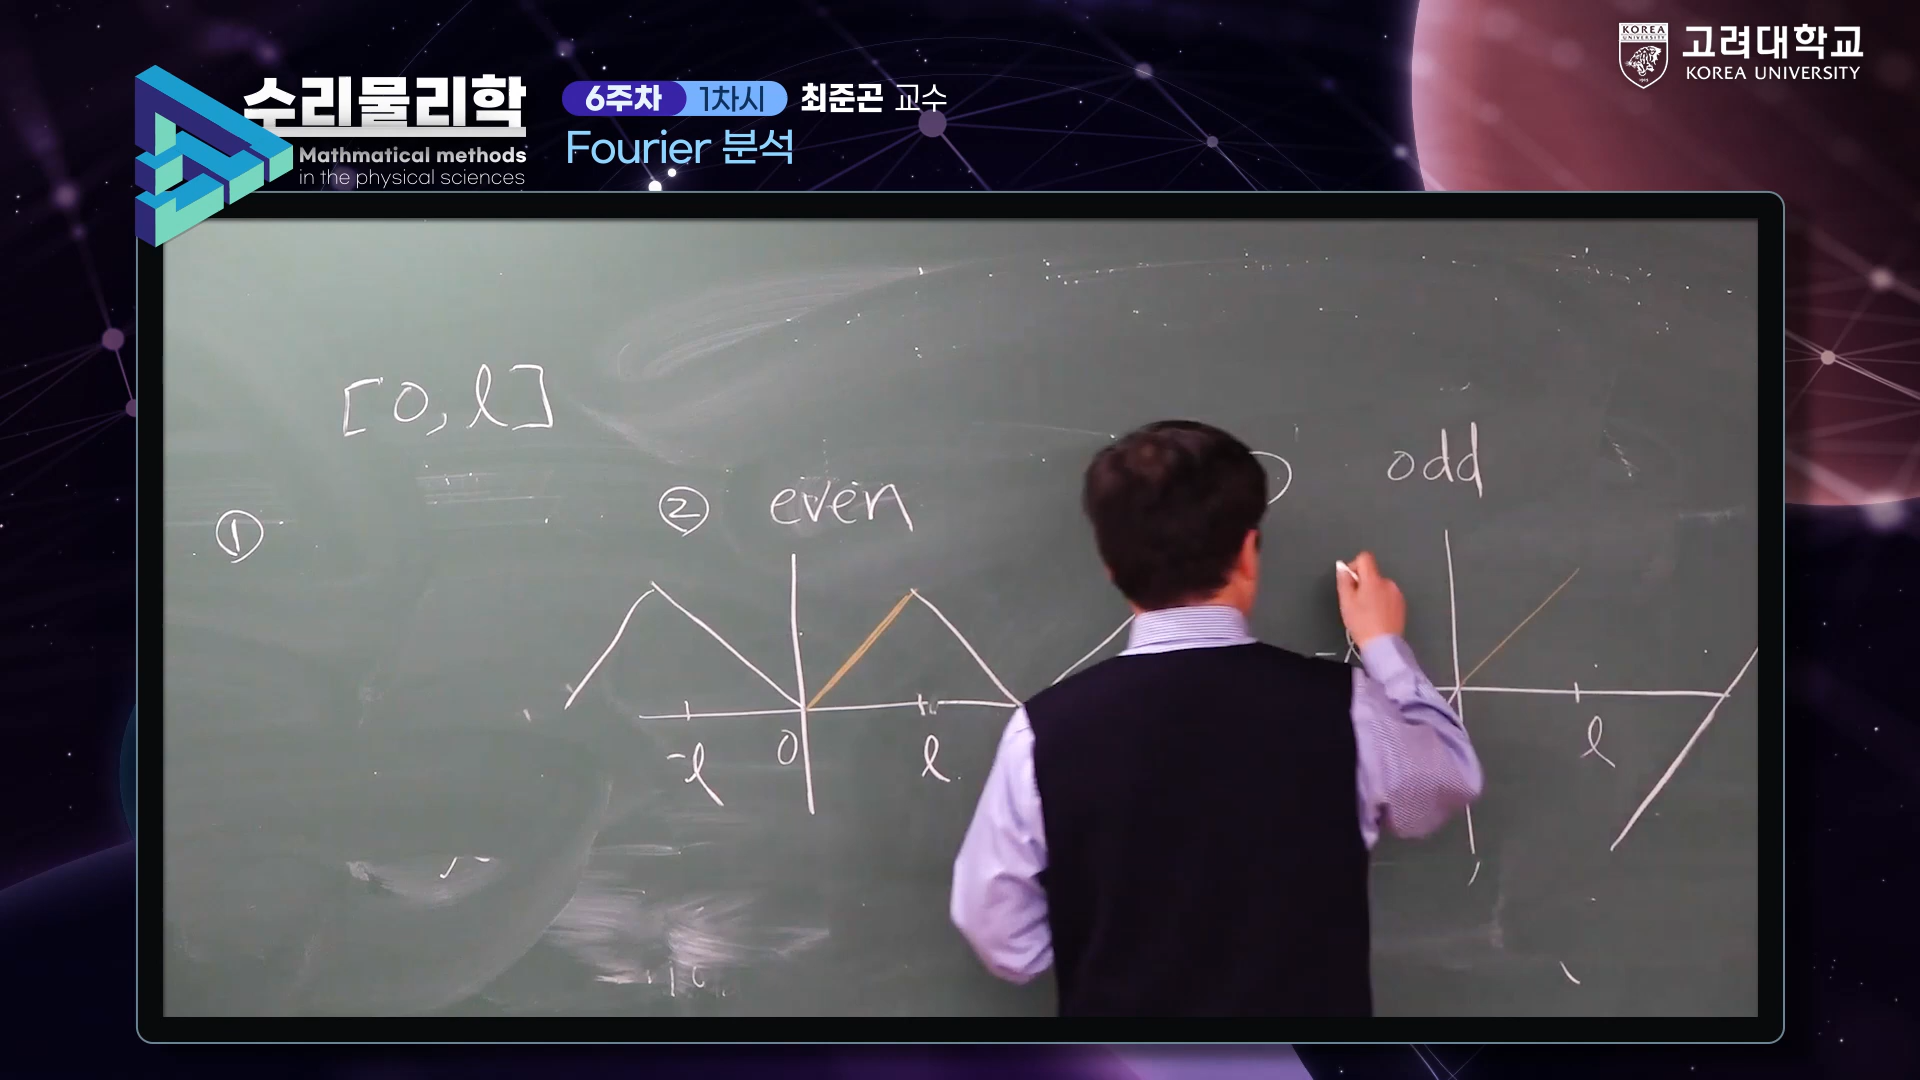 수리물리학
Mathmatical methods
in the physical sciences
6주차 1차시 최준곤 교수
Fourier 분석
KOREA
UNIVERSITY
고려대학교
KOREA UNIVERSITY
[0, l]
odd
② even
①
-l 0 l
l